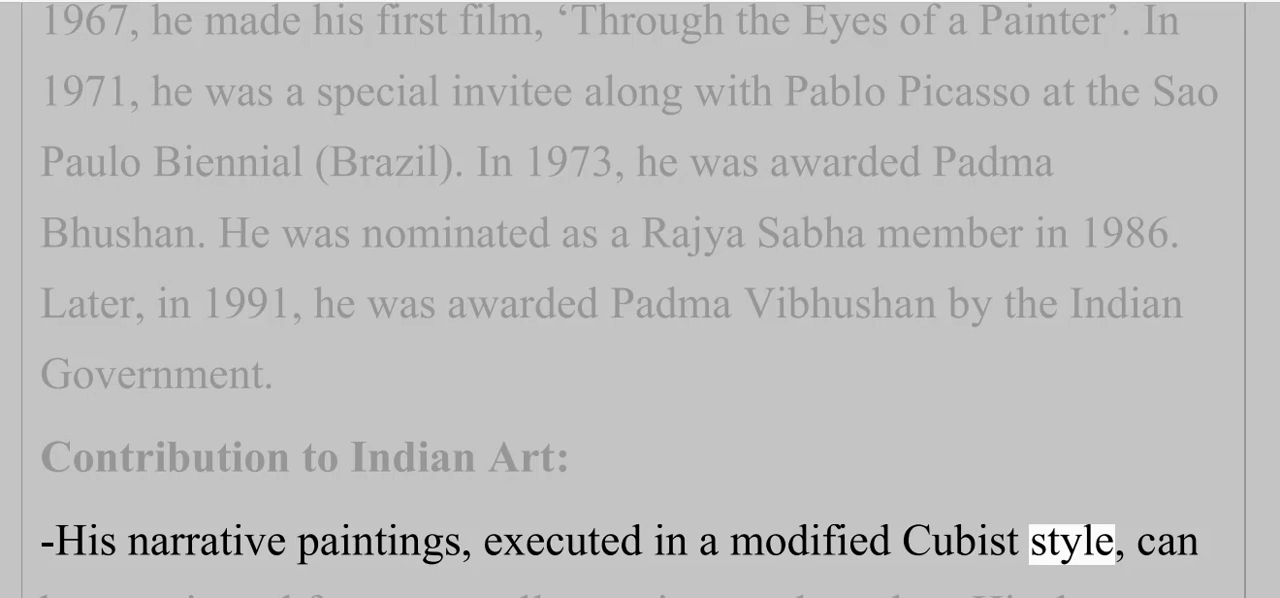 1967, he made his first film, ‘Through the Eyes of a Painter’. In
1971, he was a special invitee along with Pablo Picasso at the Sao
Paulo Biennial (Brazil). In 1973, he was awarded Padma
Bhushan. He was nominated as a Rajya Sabha member in 1986.
Later, in 1991, he was awarded Padma Vibhushan by the Indian
Government.
Contribution to Indian Art:
-His narrative paintings, executed in a modified Cubist style, can